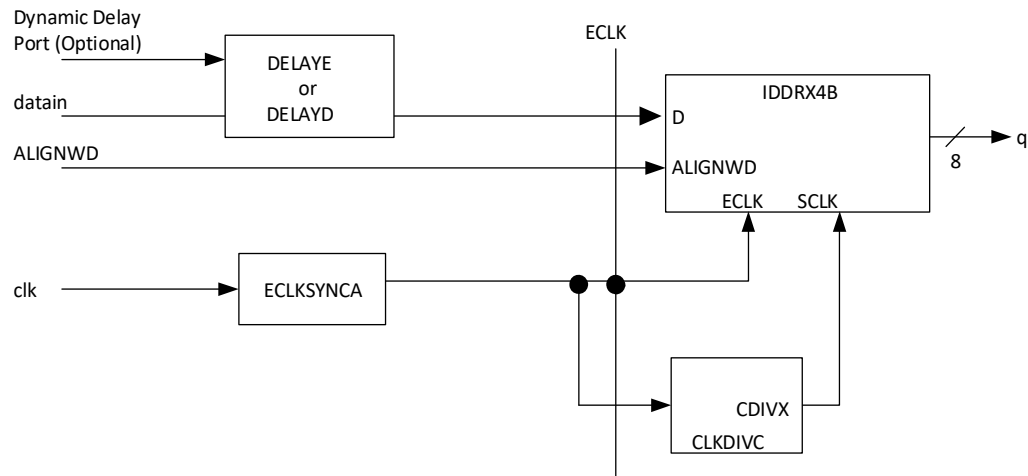 Dynamic Delay
Port (Optional)
ECLK
DELAYE
or
DELAYD
IDDRX4B
datain
D
q
8
ALIGNWD
ALIGNWD
ECLK
SCLK
clk
ECLKSYNCA
CDIVX
CLKDIVC